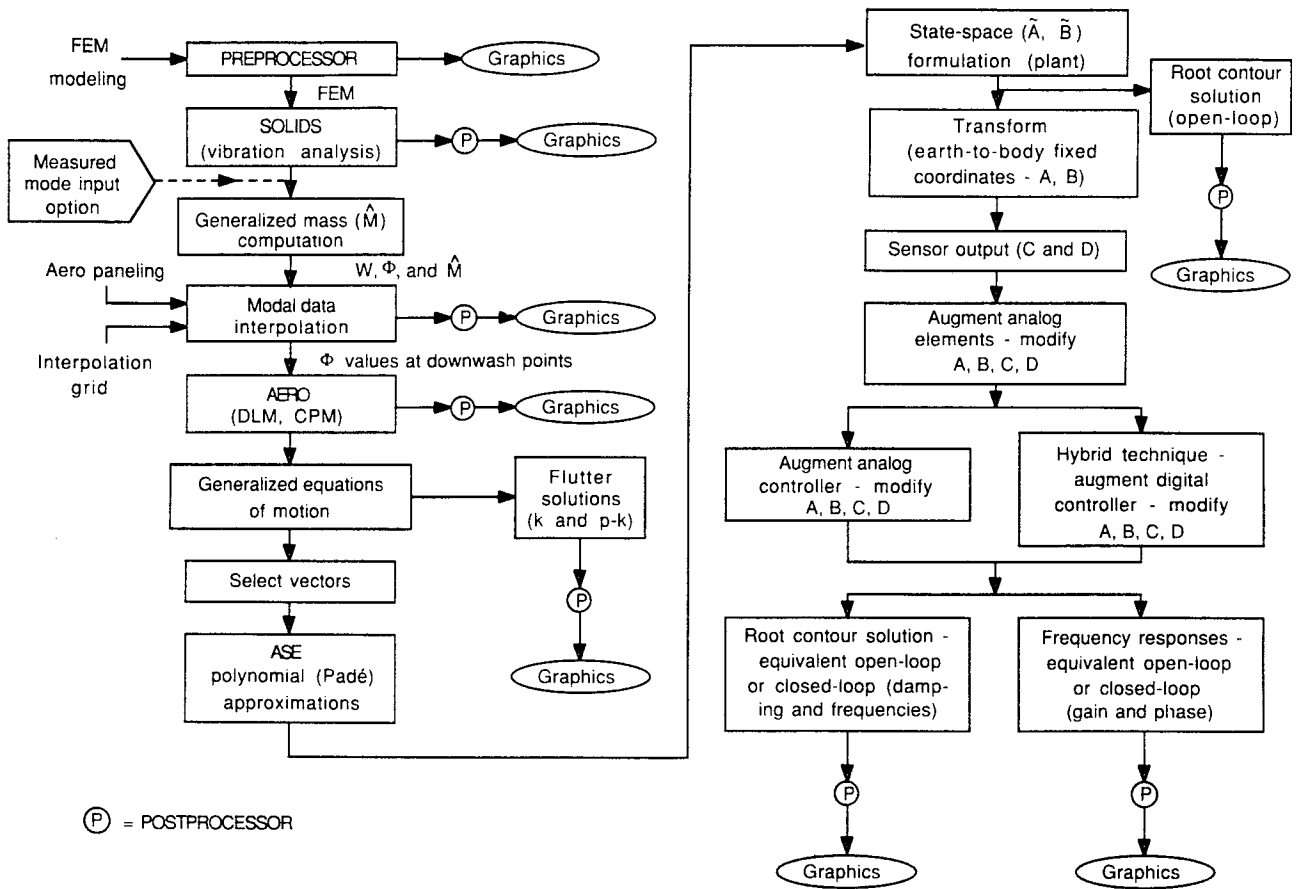 FEM
modeling
PREPROCESSOR
Graphics
FEM
SOLIDS
(vibration analysis)
P
Graphics
Measured
mode input
option
Generalized mass (M̂)
computation
W, Φ, and M̂
Aero paneling
Modal data
interpolation
P
Graphics
Interpolation
grid
Φ values at downwash points
AERO
(DLM, CPM)
P
Graphics
Generalized equations
of motion
Flutter
solutions
(k and p-k)
P
Graphics
Select vectors
ASE
polynomial (Padé)
approximations
P = POSTPROCESSOR
State-space (Ã, B̃)
formulation (plant)
Root contour
solution
(open-loop)
P
Graphics
Transform
(earth-to-body fixed
coordinates - A, B)
Sensor output (C and D)
Augment analog
elements - modify
A, B, C, D
Augment analog
controller - modify
A, B, C, D
Hybrid technique -
augment digital
controller - modify
A, B, C, D
Root contour solution -
equivalent open-loop
or closed-loop (damp-
ing and frequencies)
P
Graphics
Frequency responses -
equivalent open-loop
or closed-loop
(gain and phase)
P
Graphics